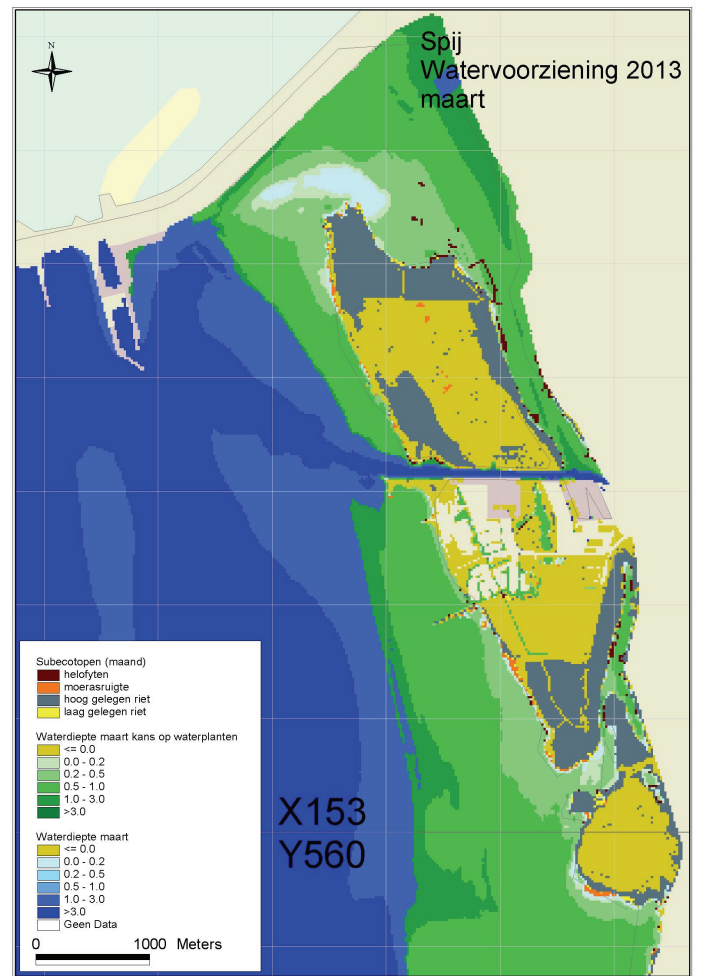 N
Spij
Watervoorziening 2013
maart
Subecotopen (maand)
helofyten
moerasruigte
hoog gelegen riet
laag gelegen riet
Waterdiepte maart kans op waterplanten
<= 0.0
0.0 - 0.2
0.2 - 0.5
0.5 - 1.0
1.0 - 3.0
>3.0
Waterdiepte maart
<= 0.0
0.0 - 0.2
0.2 - 0.5
0.5 - 1.0
1.0 - 3.0
>3.0
Geen Data
0 1000 Meters
X153
Y560